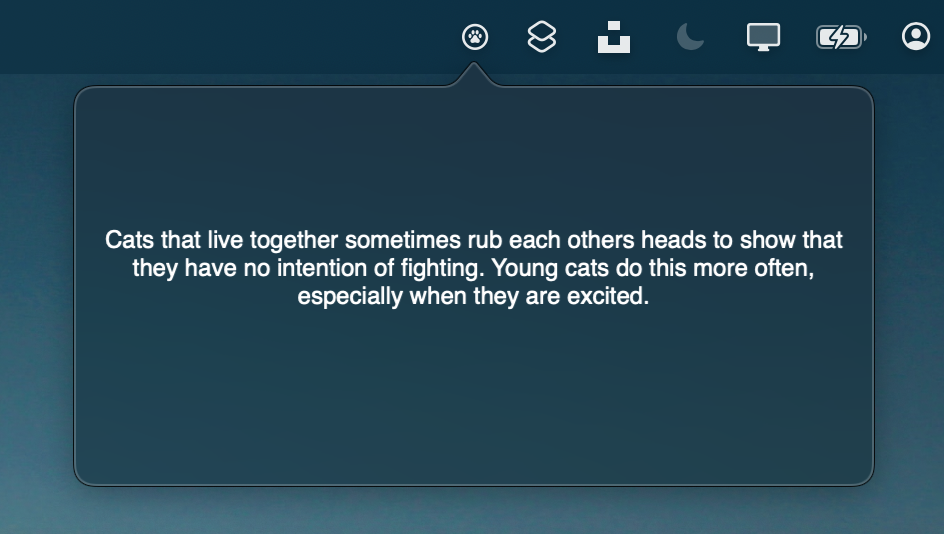 Cats that live together sometimes rub each others heads to show that
they have no intention of fighting. Young cats do this more often,
especially when they are excited.